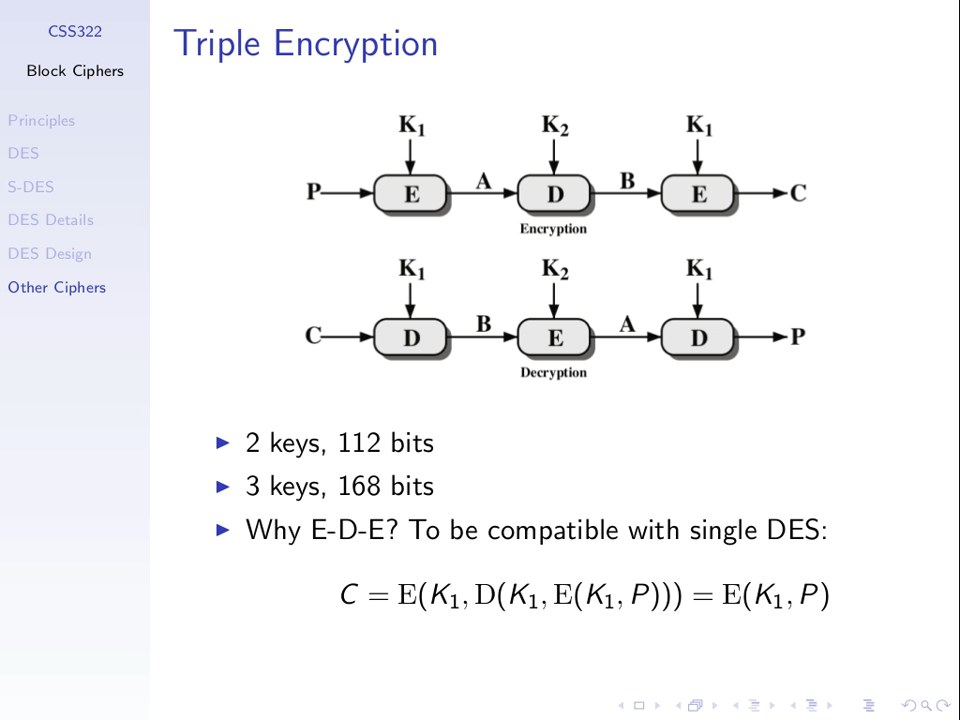 CSS322
Block Ciphers
Principles
DES
S-DES
DES Details
DES Design
Other Ciphers
Triple Encryption
K₁ K₂ K₁
P E A D B E C
Encryption
K₁ K₂ K₁
C D B E A D P
Decryption
2 keys, 112 bits
3 keys, 168 bits
Why E-D-E? To be compatible with single DES:
C = E(K₁, D(K₁, E(K₁, P))) = E(K₁, P)